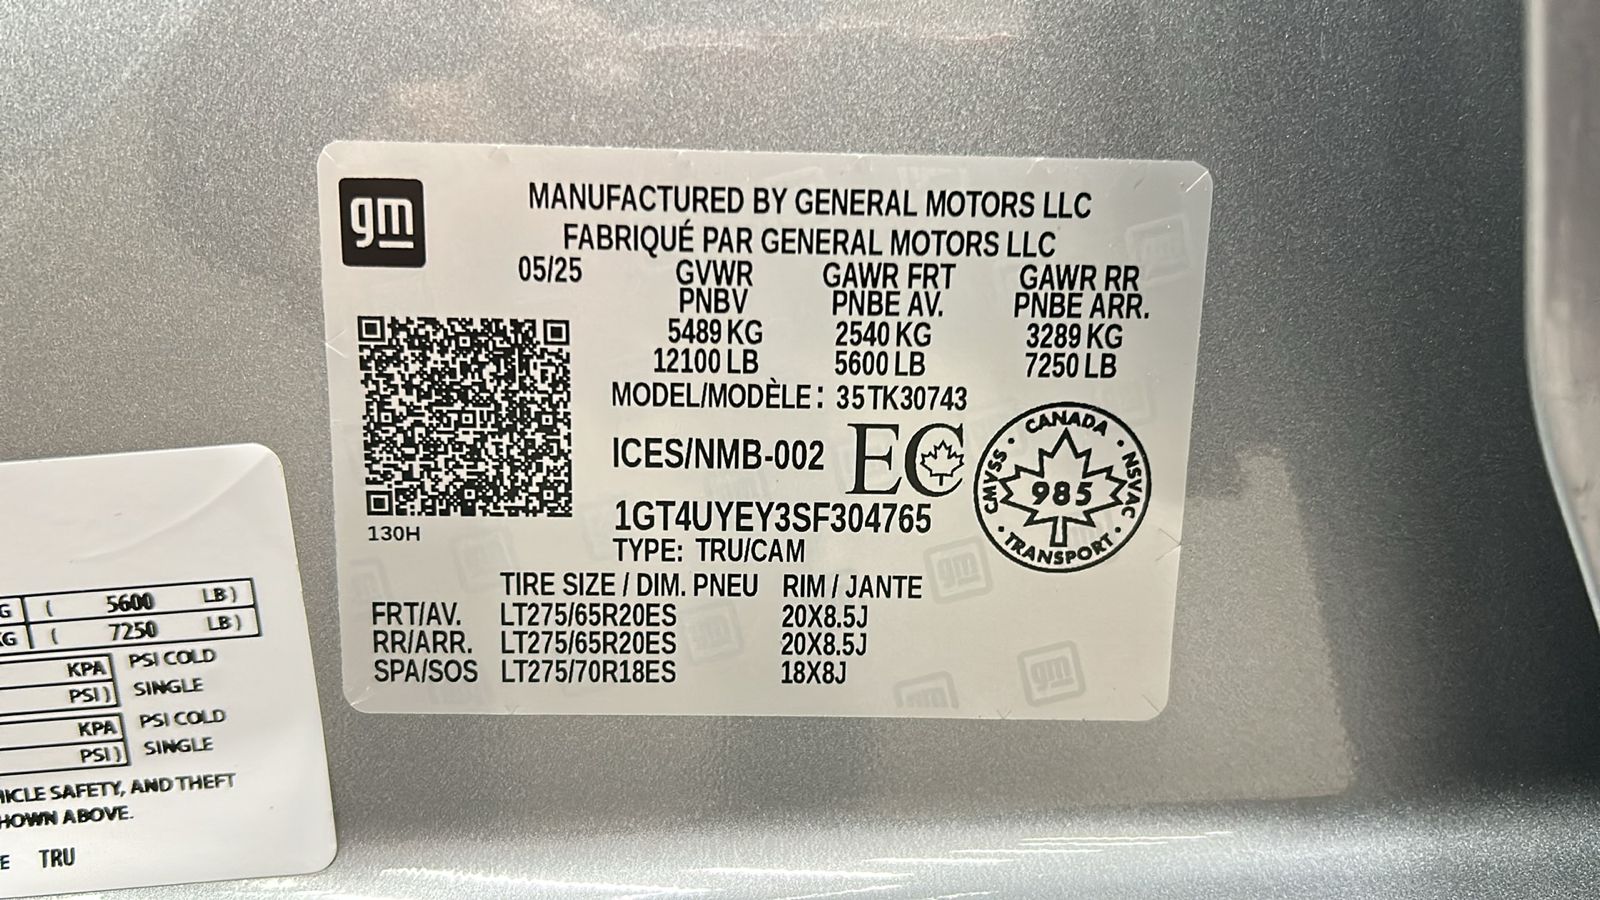 gm
MANUFACTURED BY GENERAL MOTORS LLC
FABRIQUÉ PAR GENERAL MOTORS LLC
05/25 GVWR GAWR FRT GAWR RR
PNBV PNBE AV. PNBE ARR.
5489 KG 2540 KG 3289 KG
12100 LB 5600 LB 7250 LB
MODEL/MODÈLE: 35TK30743
ICES/NMB-002 EC
CANADA
CMVSS 985 NSVAC
TRANSPORT
130H
1GT4UYEY3SF304765
TYPE: TRU/CAM
TIRE SIZE / DIM. PNEU RIM / JANTE
FRT/AV. LT275/65R20ES 20X8.5J
RR/ARR. LT275/65R20ES 20X8.5J
SPA/SOS LT275/70R18ES 18X8J
G ( 5600 LB)
KG ( 7250 LB)
KPA PSI COLD
PSI) SINGLE
KPA PSI COLD
PSI) SINGLE
HICLE SAFETY, AND THEFT
HOWN ABOVE.
E TRU